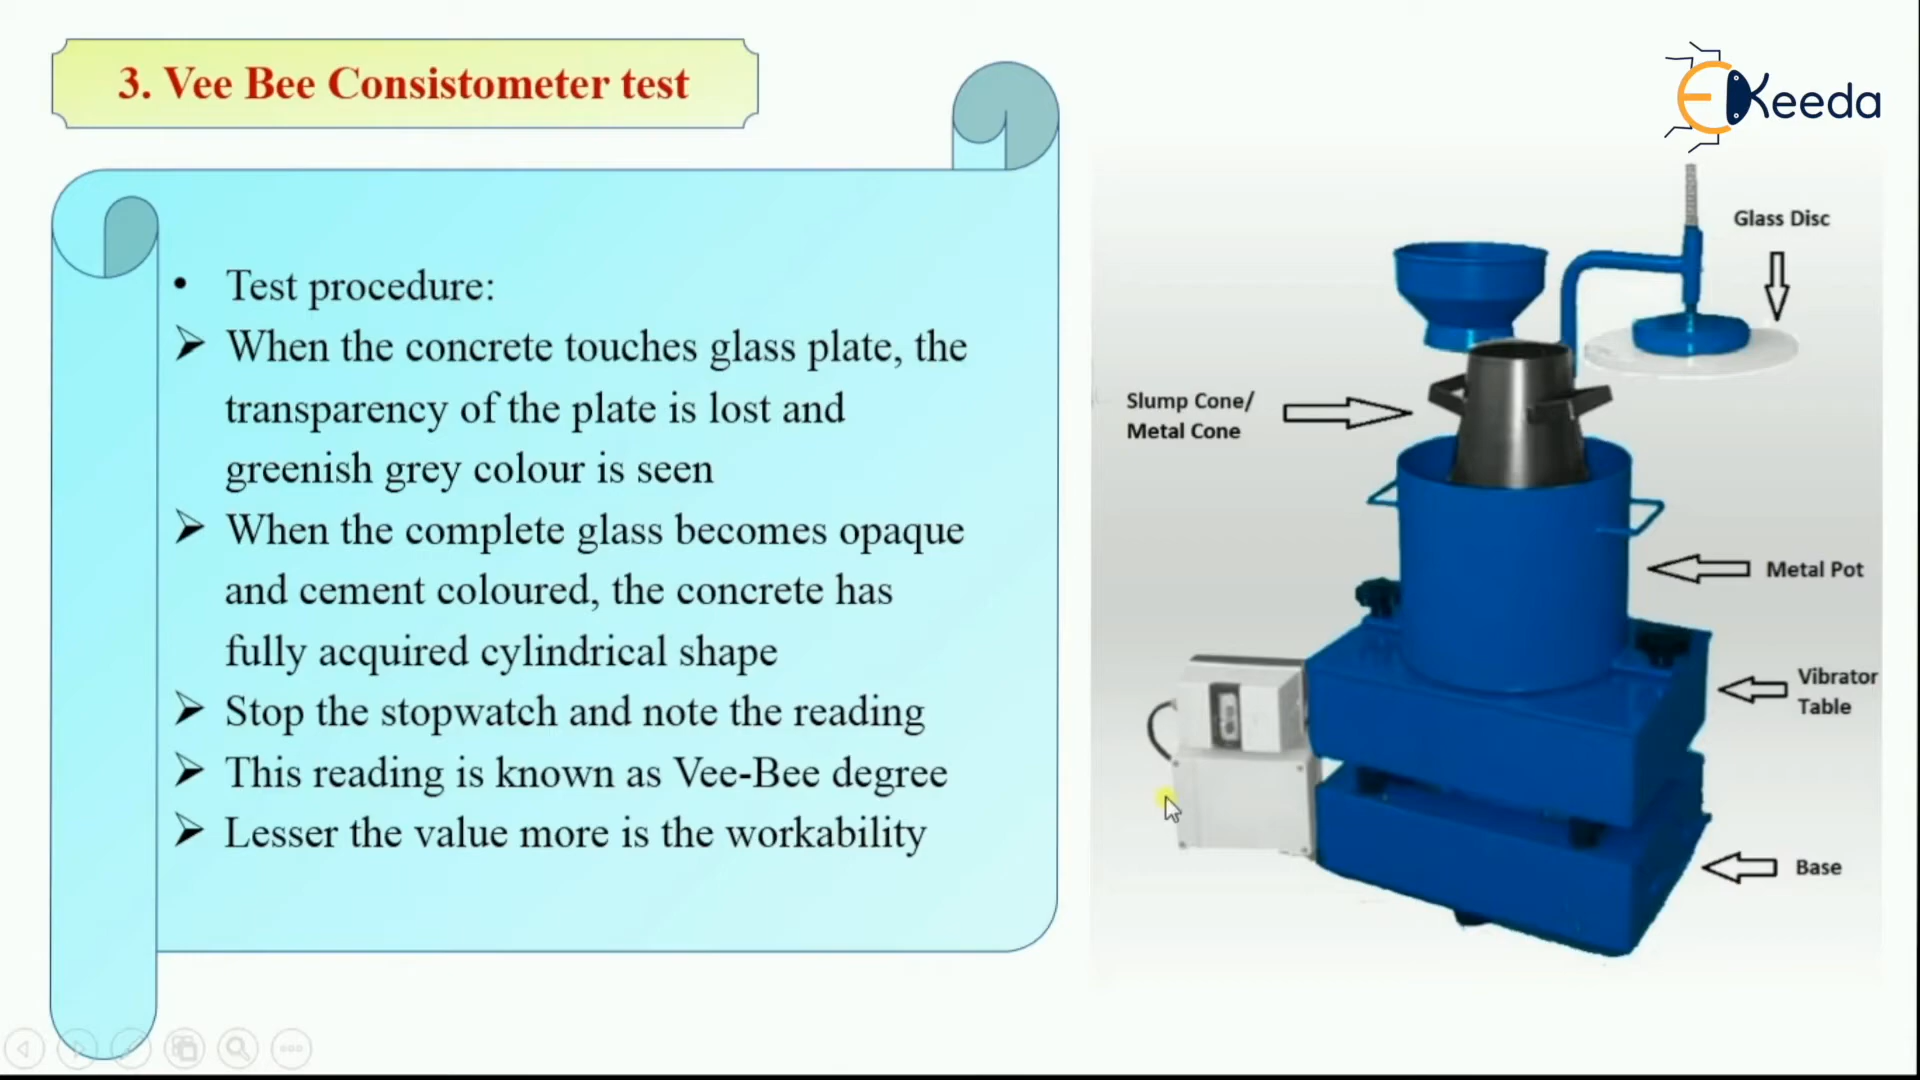 3. Vee Bee Consistometer test
EKeeda
• Test procedure:
➢ When the concrete touches glass plate, the
transparency of the plate is lost and
greenish grey colour is seen
➢ When the complete glass becomes opaque
and cement coloured, the concrete has
fully acquired cylindrical shape
➢ Stop the stopwatch and note the reading
➢ This reading is known as Vee-Bee degree
➢ Lesser the value more is the workability
Glass Disc
Slump Cone/
Metal Cone
Metal Pot
Vibrator
Table
Base